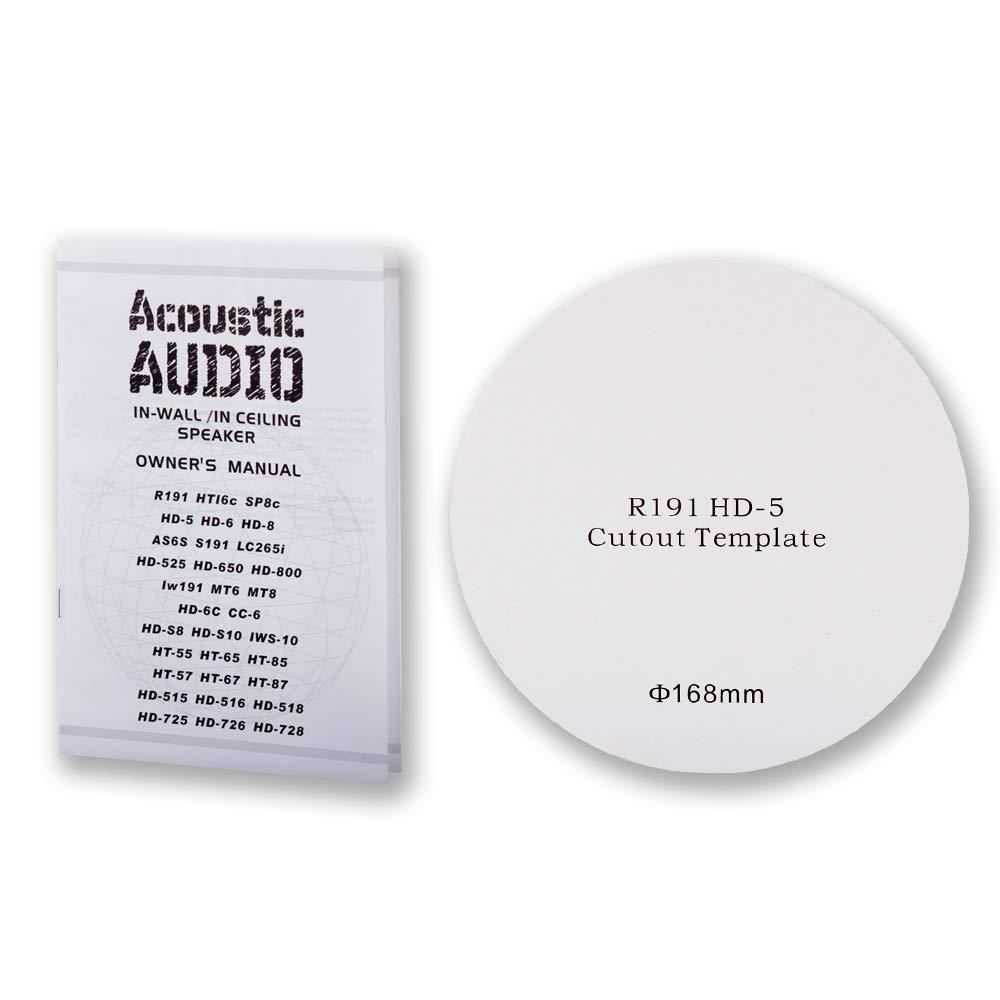 Acoustic
AUDIO
IN-WALL /IN CEILING
SPEAKER
OWNER'S MANUAL
R191 HTI6c SP8c
HD-5 HD-6 HD-8
AS6S S191 LC265i
HD-525 HD-650 HD-800
Iw191 MT6 MT8
HD-6C CC-6
HD-S8 HD-S10 IWS-10
HT-55 HT-65 HT-85
HT-57 HT-67 HT-87
HD-515 HD-516 HD-518
HD-725 HD-726 HD-728
R191 HD-5
Cutout Template
Φ168mm